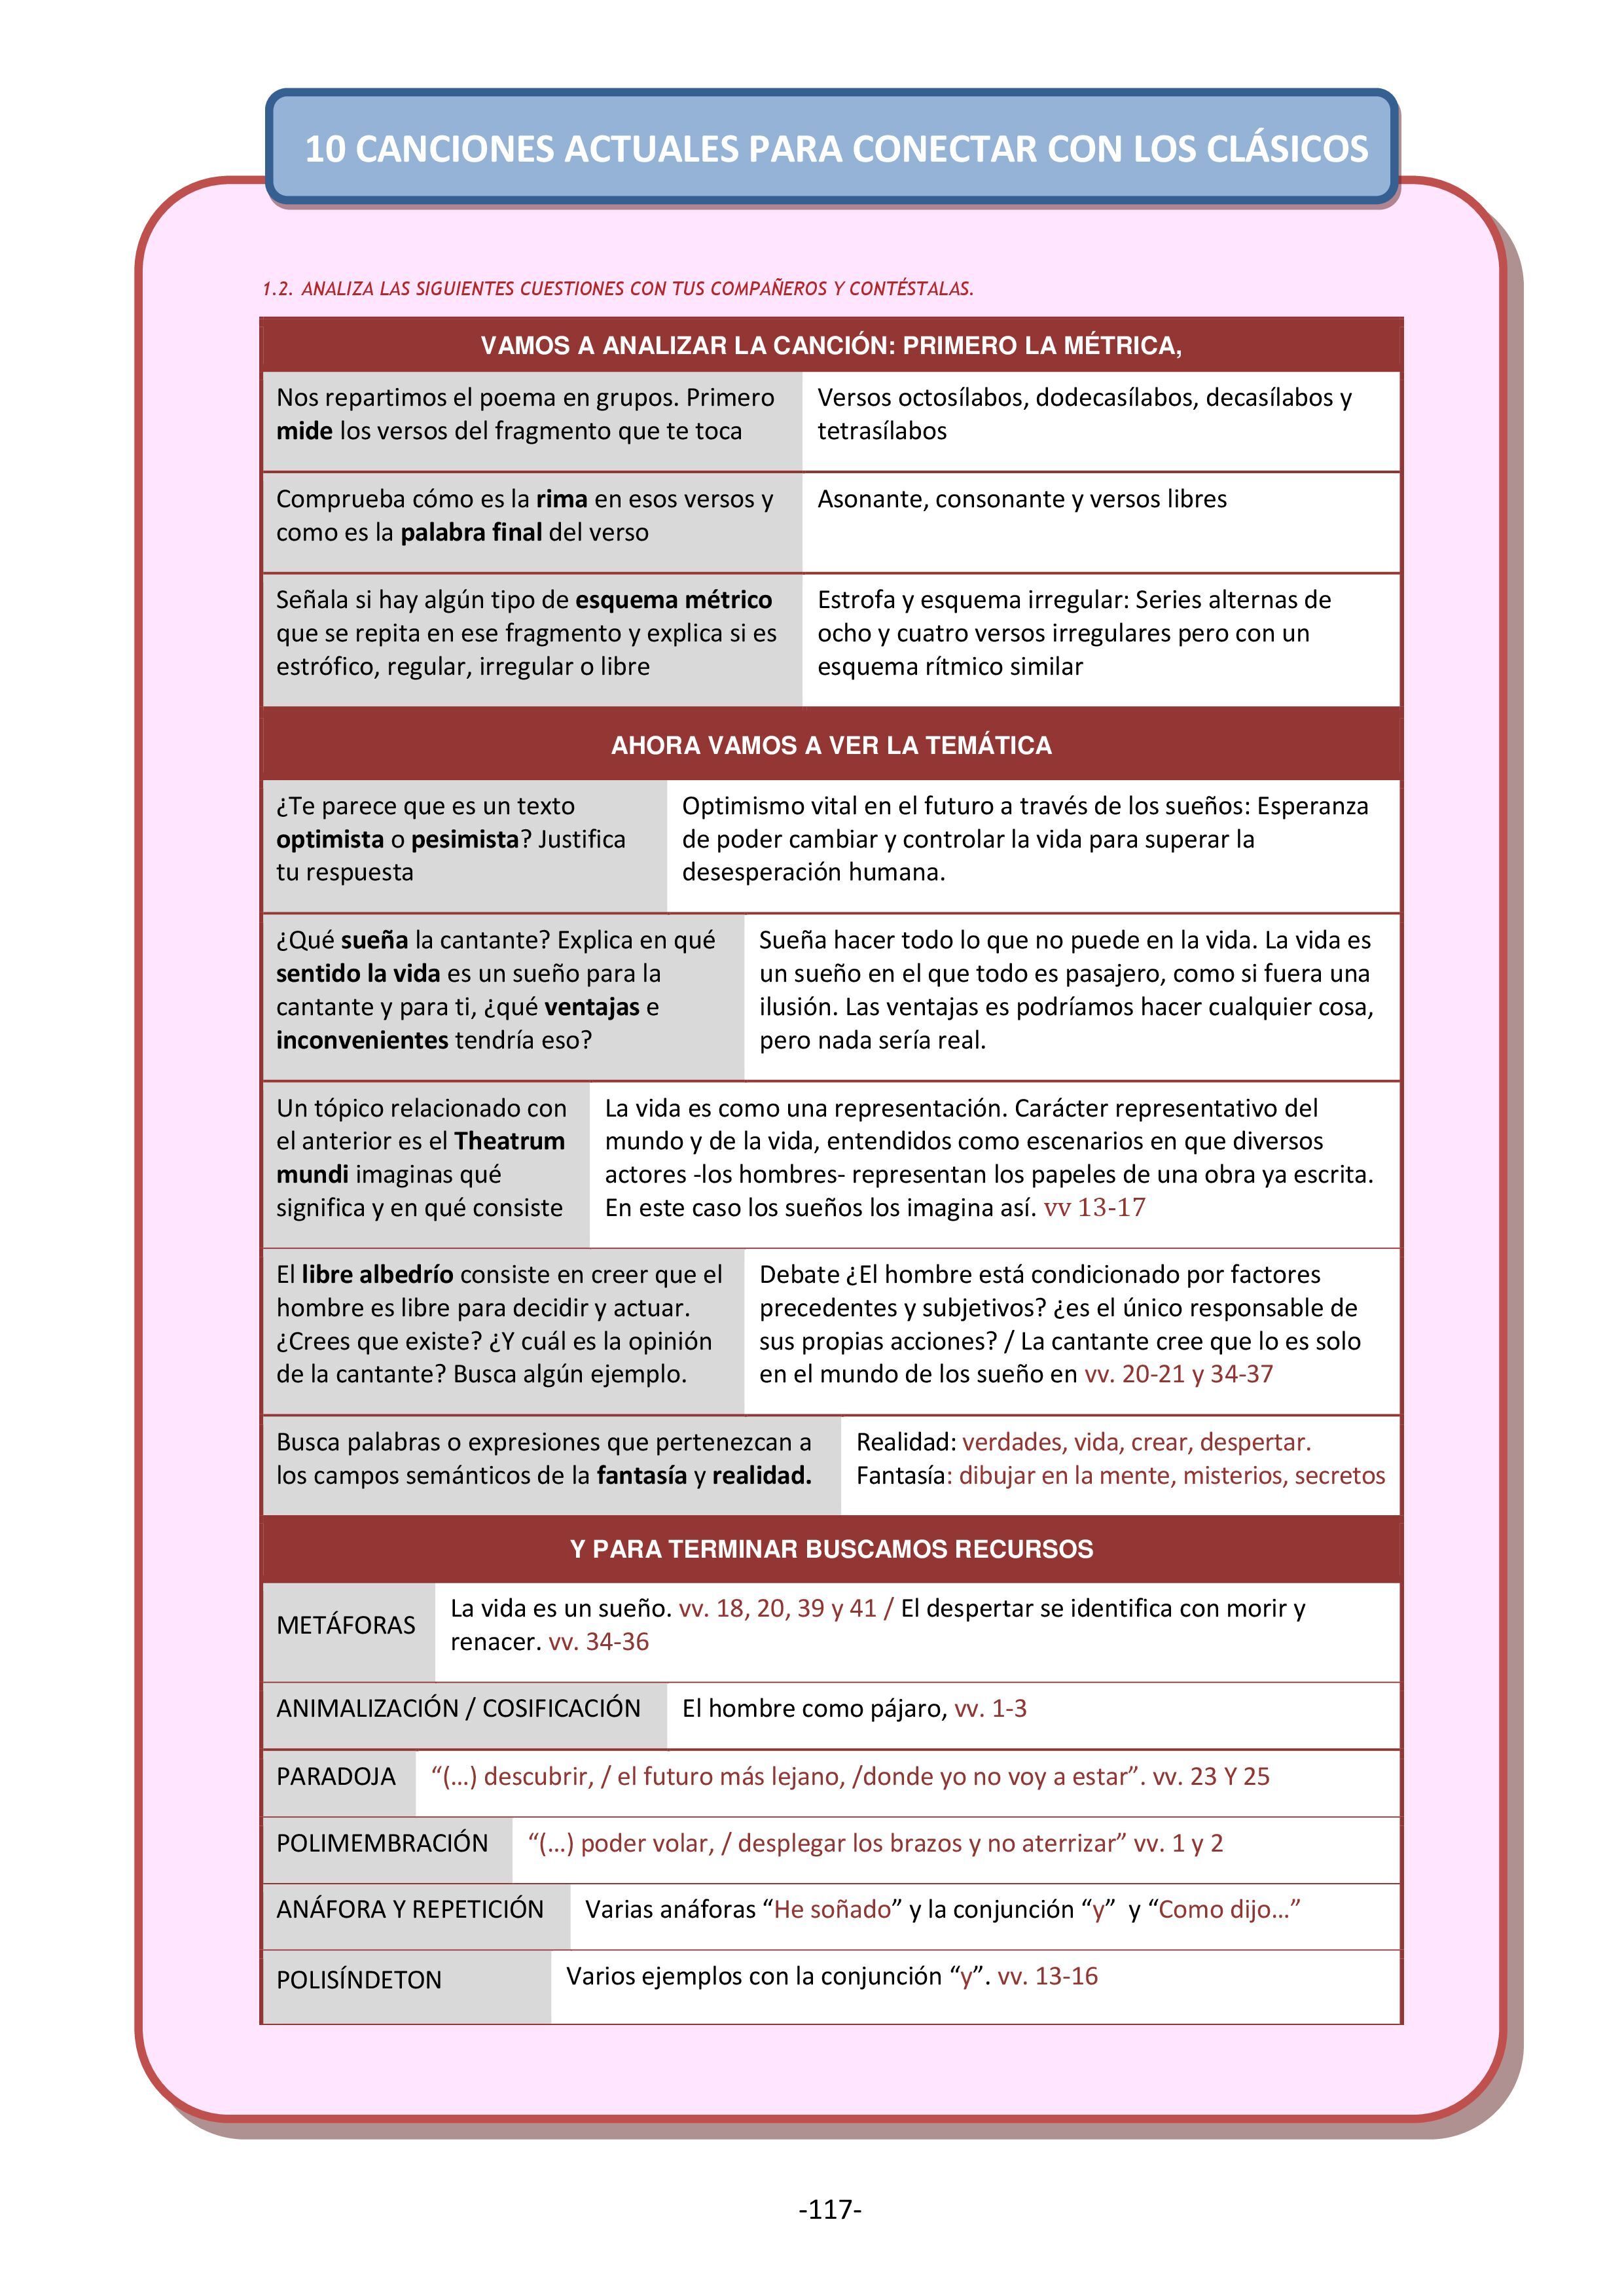 10 CANCIONES ACTUALES PARA CONECTAR CON LOS CLÁSICOS
1.2. ANALIZA LAS SIGUIENTES CUESTIONES CON TUS COMPAÑEROS Y CONTÉSTALAS.
VAMOS A ANALIZAR LA CANCIÓN: PRIMERO LA MÉTRICA,
Nos repartimos el poema en grupos. Primero
mide los versos del fragmento que te toca
Versos octosílabos, dodecasílabos, decasílabos y
tetrasílabos
Comprueba cómo es la rima en esos versos y
como es la palabra final del verso
Asonante, consonante y versos libres
Señala si hay algún tipo de esquema métrico
que se repita en ese fragmento y explica si es
estrófico, regular, irregular o libre
Estrofa y esquema irregular: Series alternas de
ocho y cuatro versos irregulares pero con un
esquema rítmico similar
AHORA VAMOS A VER LA TEMÁTICA
¿Te parece que es un texto
optimista o pesimista? Justifica
tu respuesta
Optimismo vital en el futuro a través de los sueños: Esperanza
de poder cambiar y controlar la vida para superar la
desesperación humana.
¿Qué sueña la cantante? Explica en qué
sentido la vida es un sueño para la
cantante y para ti, ¿qué ventajas e
inconvenientes tendría eso?
Sueña hacer todo lo que no puede en la vida. La vida es
un sueño en el que todo es pasajero, como si fuera una
ilusión. Las ventajas es podríamos hacer cualquier cosa,
pero nada sería real.
Un tópico relacionado con
el anterior es el Theatrum
mundi imaginas qué
significa y en qué consiste
La vida es como una representación. Carácter representativo del
mundo y de la vida, entendidos como escenarios en que diversos
actores -los hombres- representan los papeles de una obra ya escrita.
En este caso los sueños los imagina así. vv 13-17
El libre albedrío consiste en creer que el
hombre es libre para decidir y actuar.
¿Crees que existe? ¿Y cuál es la opinión
de la cantante? Busca algún ejemplo.
Debate ¿El hombre está condicionado por factores
precedentes y subjetivos? ¿es el único responsable de
sus propias acciones? / La cantante cree que lo es solo
en el mundo de los sueño en vv. 20-21 y 34-37
Busca palabras o expresiones que pertenezcan a
los campos semánticos de la fantasía y realidad.
Realidad: verdades, vida, crear, despertar.
Fantasía: dibujar en la mente, misterios, secretos
Y PARA TERMINAR BUSCAMOS RECURSOS
METÁFORAS
La vida es un sueño. vv. 18, 20, 39 y 41 / El despertar se identifica con morir y
renacer. vv. 34-36
ANIMALIZACIÓN / COSIFICACIÓN
El hombre como pájaro, vv. 1-3
PARADOJA
“(…) descubrir, / el futuro más lejano, /donde yo no voy a estar”. vv. 23 Y 25
POLIMEMBRACIÓN
“(…) poder volar, / desplegar los brazos y no aterrizar” vv. 1 y 2
ANÁFORA Y REPETICIÓN
Varias anáforas “He soñado” y la conjunción “y” y “Como dijo…”
POLISÍNDETON
Varios ejemplos con la conjunción “y”. vv. 13-16
-117-